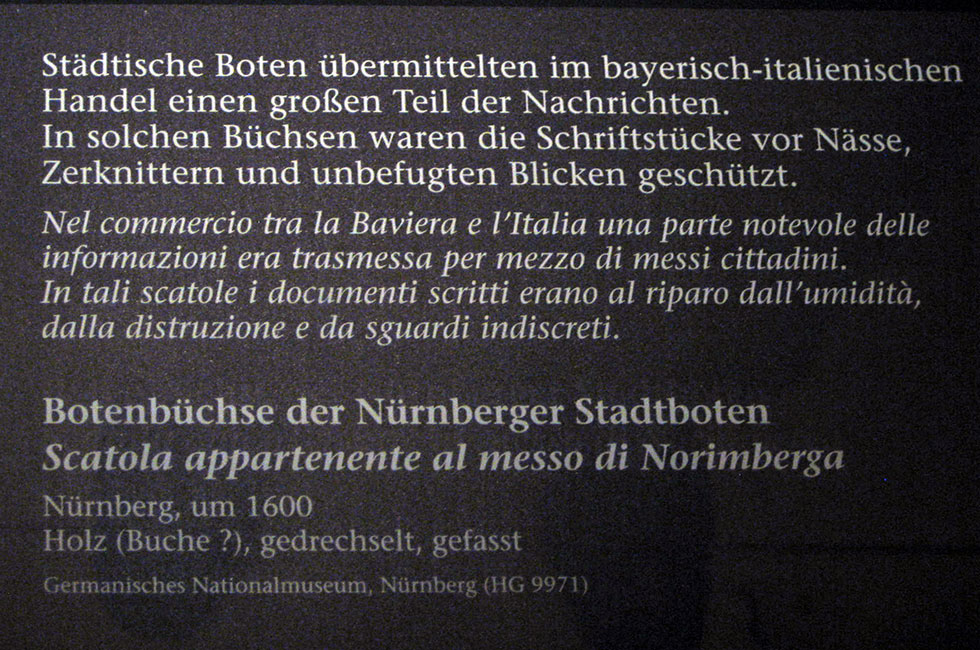 Städtische Boten übermittelten im bayerisch-italienischen
Handel einen großen Teil der Nachrichten.
In solchen Büchsen waren die Schriftstücke vor Nässe,
Zerknittern und unbefugten Blicken geschützt.
Nel commercio tra la Baviera e l’Italia una parte notevole delle
informazioni era trasmessa per mezzo di messi cittadini.
In tali scatole i documenti scritti erano al riparo dall’umidità,
dalla distruzione e da sguardi indiscreti.
Botenbüchse der Nürnberger Stadtboten
Scatola appartenente al messo di Norimberga
Nürnberg, um 1600
Holz (Buche ?), gedrechselt, gefasst
Germanisches Nationalmuseum, Nürnberg (HG 9971)